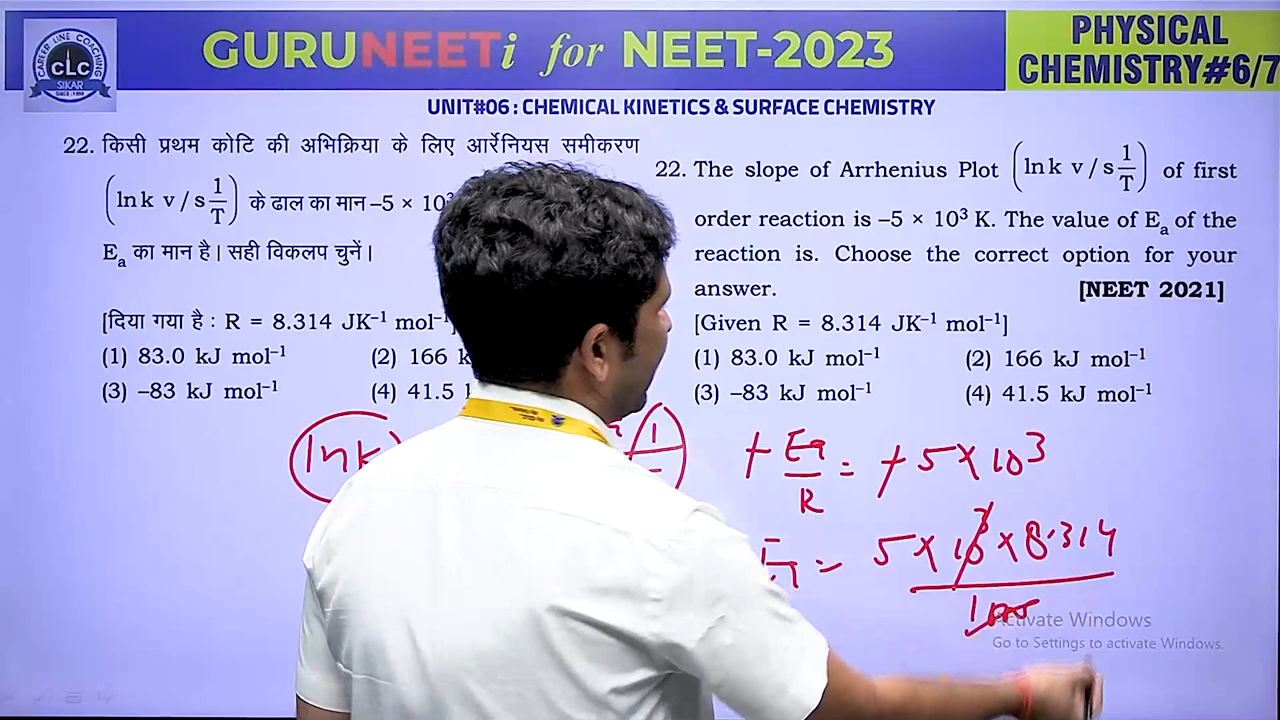 GURUNEETi for NEET-2023
PHYSICAL
CHEMISTRY#6/7
CAREER LINE COACHING
CLC
SIKAR
SINCE : 1996
UNIT#06 : CHEMICAL KINETICS & SURFACE CHEMISTRY
22. किसी प्रथम कोटि की अभिक्रिया के लिए आर्रेनियस समीकरण
(ln k v/s 1/T) के ढाल का मान –5 × 10³
Ea का मान है। सही विकल्प चुनें।
[दिया गया है : R = 8.314 JK⁻¹ mol⁻¹]
(1) 83.0 kJ mol⁻¹ (2) 166 k
(3) –83 kJ mol⁻¹ (4) 41.5
22. The slope of Arrhenius Plot (ln k v/s 1/T) of first
order reaction is –5 × 10³ K. The value of Ea of the
reaction is. Choose the correct option for your
answer. [NEET 2021]
[Given R = 8.314 JK⁻¹ mol⁻¹]
(1) 83.0 kJ mol⁻¹ (2) 166 kJ mol⁻¹
(3) –83 kJ mol⁻¹ (4) 41.5 kJ mol⁻¹
lnk 1
+ Ea/R = + 5 × 10³
= 5 × 10³ × 8.314
Activate Windows
Go to Settings to activate Windows.